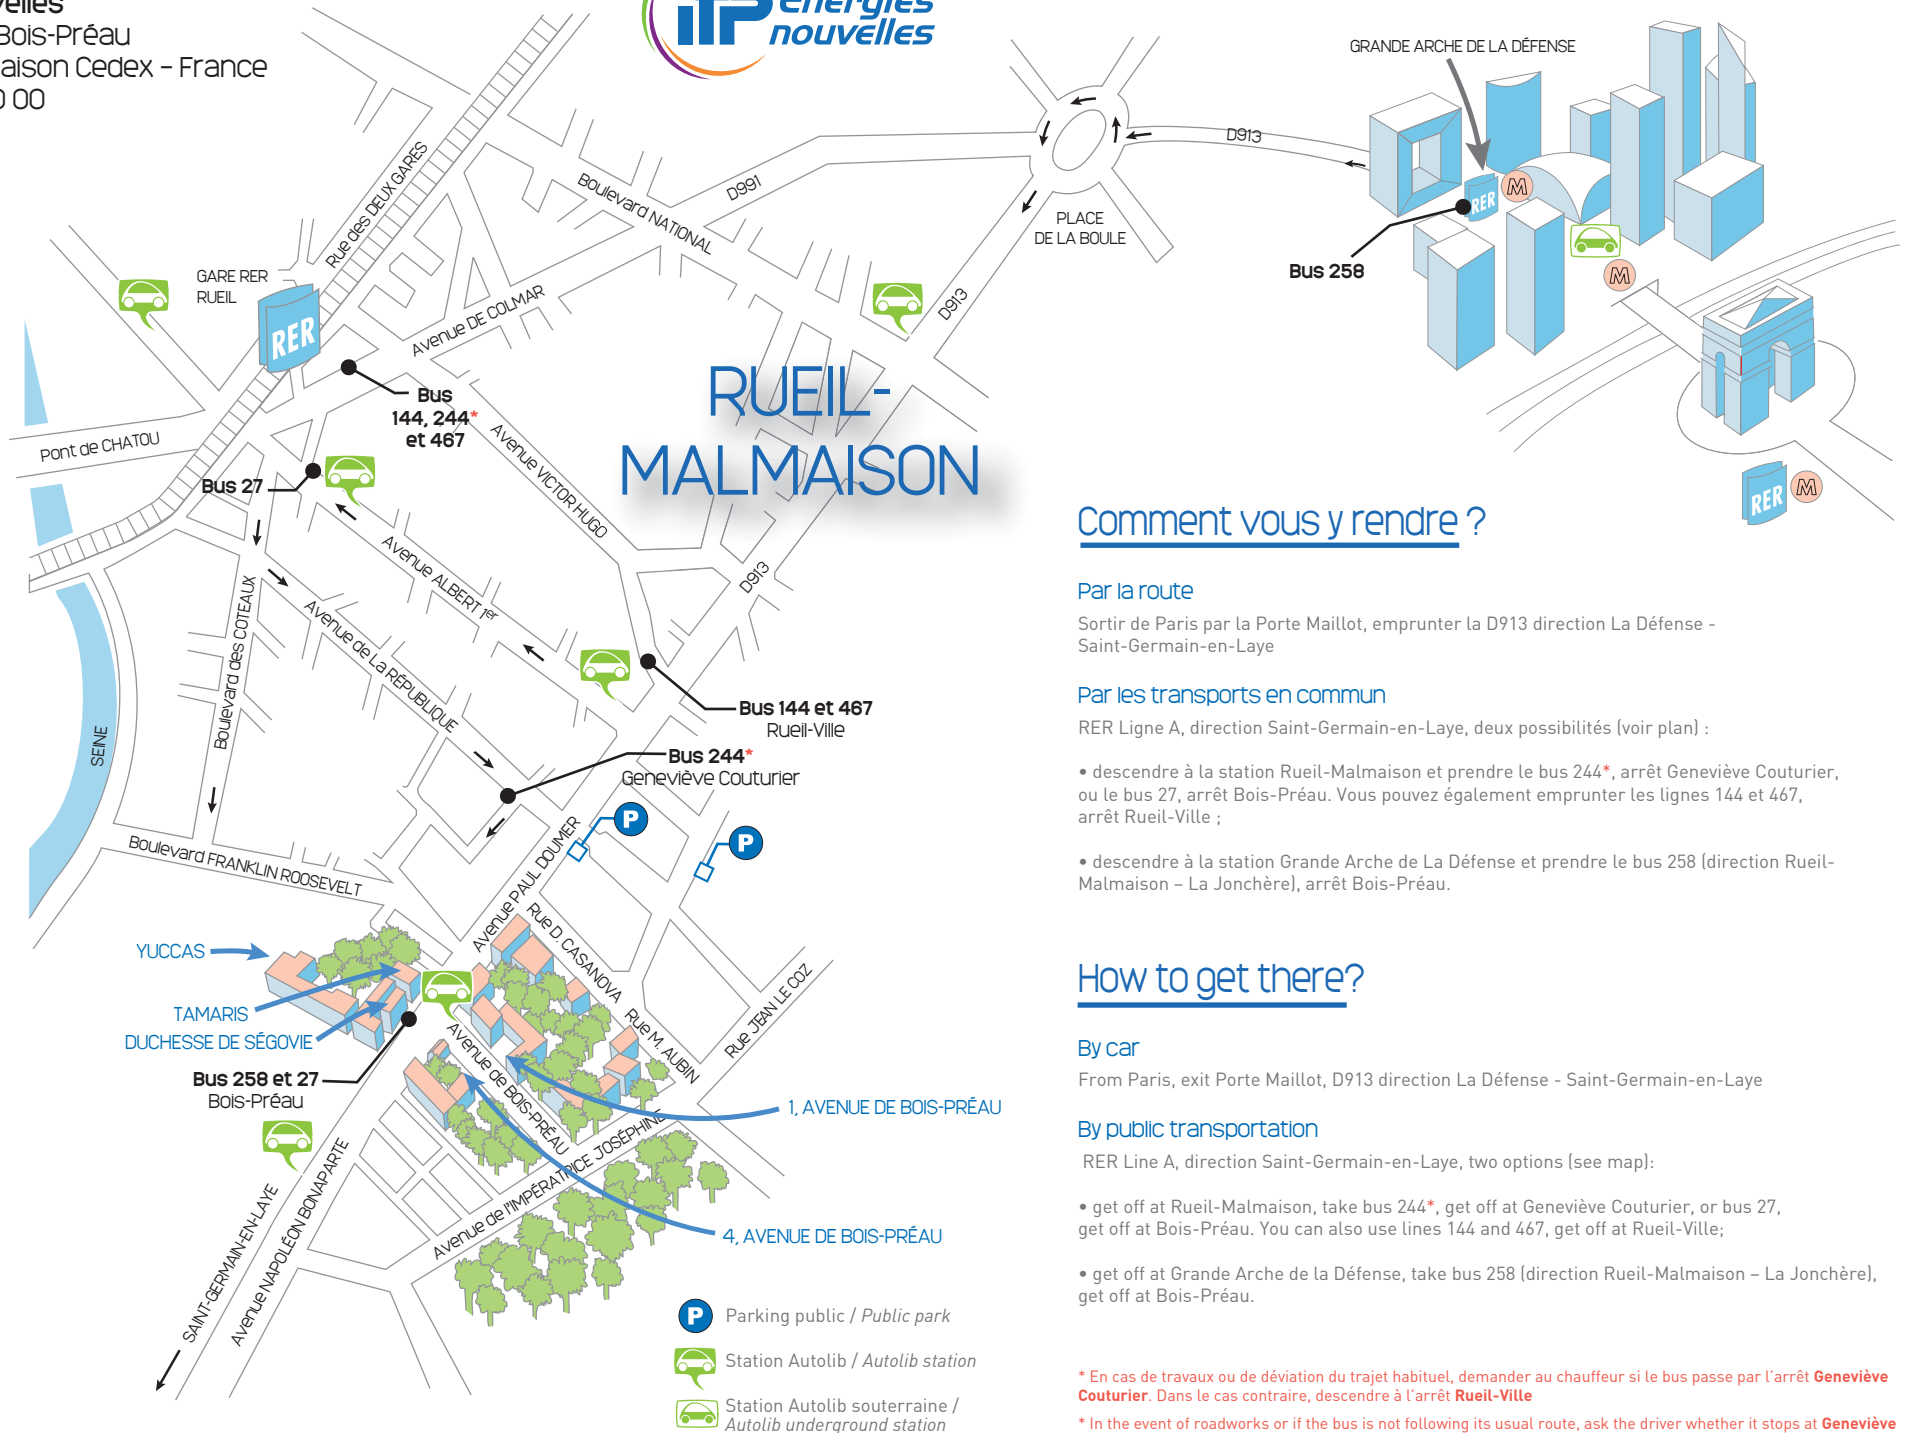 Bois-Préau
aison Cedex – France
0 00
énergies
nouvelles
GRANDE ARCHE DE LA DÉFENSE
D913
M
RER
Bus 258
M
PLACE
DE LA BOULE
Rue des DEUX GARES
Boulevard NATIONAL
D991
GARE RER
RUEIL
RER
Avenue DE COLMAR
D913
Bus
144, 244*
et 467
RUEIL-
MALMAISON
Pont de CHATOU
Bus 27
Avenue VICTOR HUGO
RER
M
Avenue ALBERT 1er
D913
Boulevard des COTEAUX
Avenue de La RÉPUBLIQUE
SEINE
Bus 144 et 467
Rueil-Ville
Bus 244*
Geneviève Couturier
P
P
Boulevard FRANKLIN ROOSEVELT
Avenue PAUL DOUMER
Rue D. CASANOVA
YUCCAS
TAMARIS
DUCHESSE DE SÉGOVIE
Rue M. AUBIN
Rue JEAN LE COZ
Bus 258 et 27
Bois-Préau
Avenue de BOIS-PRÉAU
1, AVENUE DE BOIS-PRÉAU
Avenue de l'IMPÉRATRICE JOSÉPHINE
4, AVENUE DE BOIS-PRÉAU
SAINT-GERMAIN-EN-LAYE
Avenue NAPOLÉON BONAPARTE
P
Parking public / Public park
Station Autolib / Autolib station
Station Autolib souterraine /
Autolib underground station
Comment vous y rendre ?
Par la route
Sortir de Paris par la Porte Maillot, emprunter la D913 direction La Défense -
Saint-Germain-en-Laye
Par les transports en commun
RER Ligne A, direction Saint-Germain-en-Laye, deux possibilités (voir plan) :
• descendre à la station Rueil-Malmaison et prendre le bus 244*, arrêt Geneviève Couturier,
ou le bus 27, arrêt Bois-Préau. Vous pouvez également emprunter les lignes 144 et 467,
arrêt Rueil-Ville ;
• descendre à la station Grande Arche de La Défense et prendre le bus 258 (direction Rueil-
Malmaison – La Jonchère), arrêt Bois-Préau.
How to get there?
By car
From Paris, exit Porte Maillot, D913 direction La Défense - Saint-Germain-en-Laye
By public transportation
RER Line A, direction Saint-Germain-en-Laye, two options (see map):
• get off at Rueil-Malmaison, take bus 244*, get off at Geneviève Couturier, or bus 27,
get off at Bois-Préau. You can also use lines 144 and 467, get off at Rueil-Ville;
• get off at Grande Arche de la Défense, take bus 258 (direction Rueil-Malmaison – La Jonchère),
get off at Bois-Préau.
* En cas de travaux ou de déviation du trajet habituel, demander au chauffeur si le bus passe par l'arrêt Geneviève
Couturier. Dans le cas contraire, descendre à l'arrêt Rueil-Ville
* In the event of roadworks or if the bus is not following its usual route, ask the driver whether it stops at Geneviève